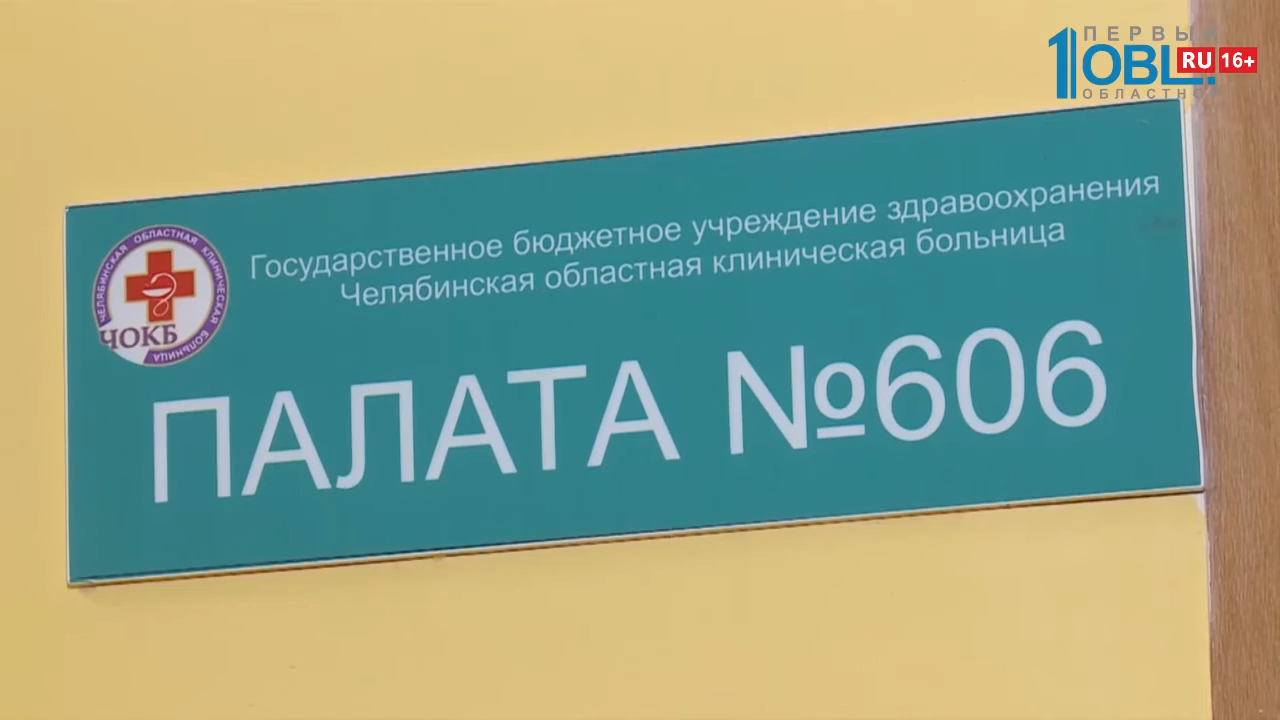 ПЕРВЫЙ
1OBL.RU 16+
ОБЛАСТНОЙ
Государственное бюджетное учреждение здравоохранения
Челябинская областная клиническая больница
ЧЕЛЯБИНСКАЯ ОБЛАСТНАЯ КЛИНИЧЕСКАЯ БОЛЬНИЦА
ЧОКБ
ПАЛАТА №606